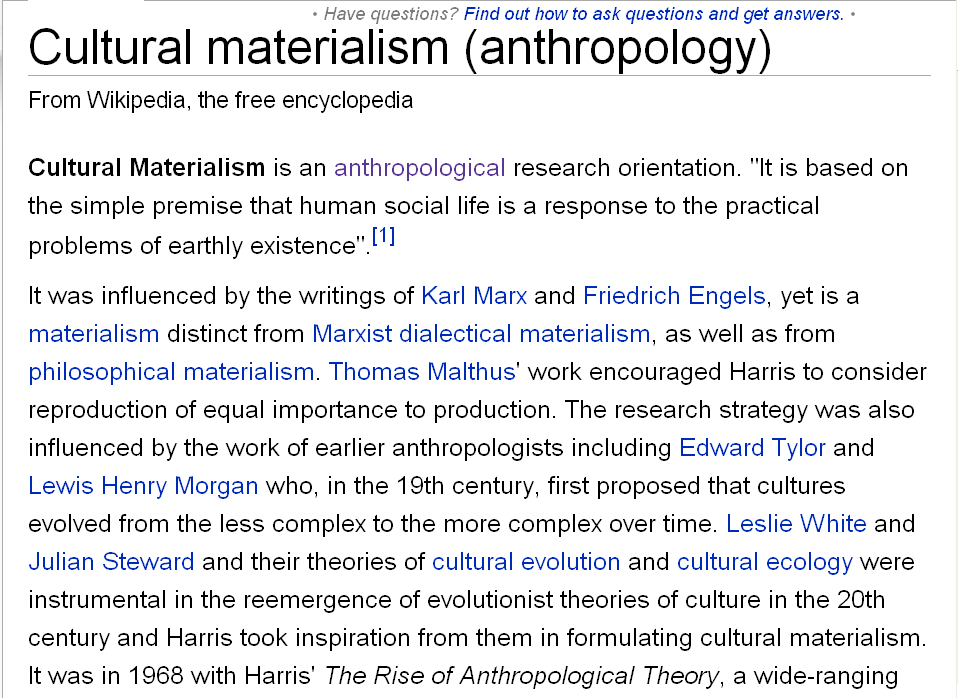 • Have questions? Find out how to ask questions and get answers. •
Cultural materialism (anthropology)
From Wikipedia, the free encyclopedia
Cultural Materialism is an anthropological research orientation. "It is based on
the simple premise that human social life is a response to the practical
problems of earthly existence".[1]
It was influenced by the writings of Karl Marx and Friedrich Engels, yet is a
materialism distinct from Marxist dialectical materialism, as well as from
philosophical materialism. Thomas Malthus' work encouraged Harris to consider
reproduction of equal importance to production. The research strategy was also
influenced by the work of earlier anthropologists including Edward Tylor and
Lewis Henry Morgan who, in the 19th century, first proposed that cultures
evolved from the less complex to the more complex over time. Leslie White and
Julian Steward and their theories of cultural evolution and cultural ecology were
instrumental in the reemergence of evolutionist theories of culture in the 20th
century and Harris took inspiration from them in formulating cultural materialism.
It was in 1968 with Harris' The Rise of Anthropological Theory, a wide-ranging